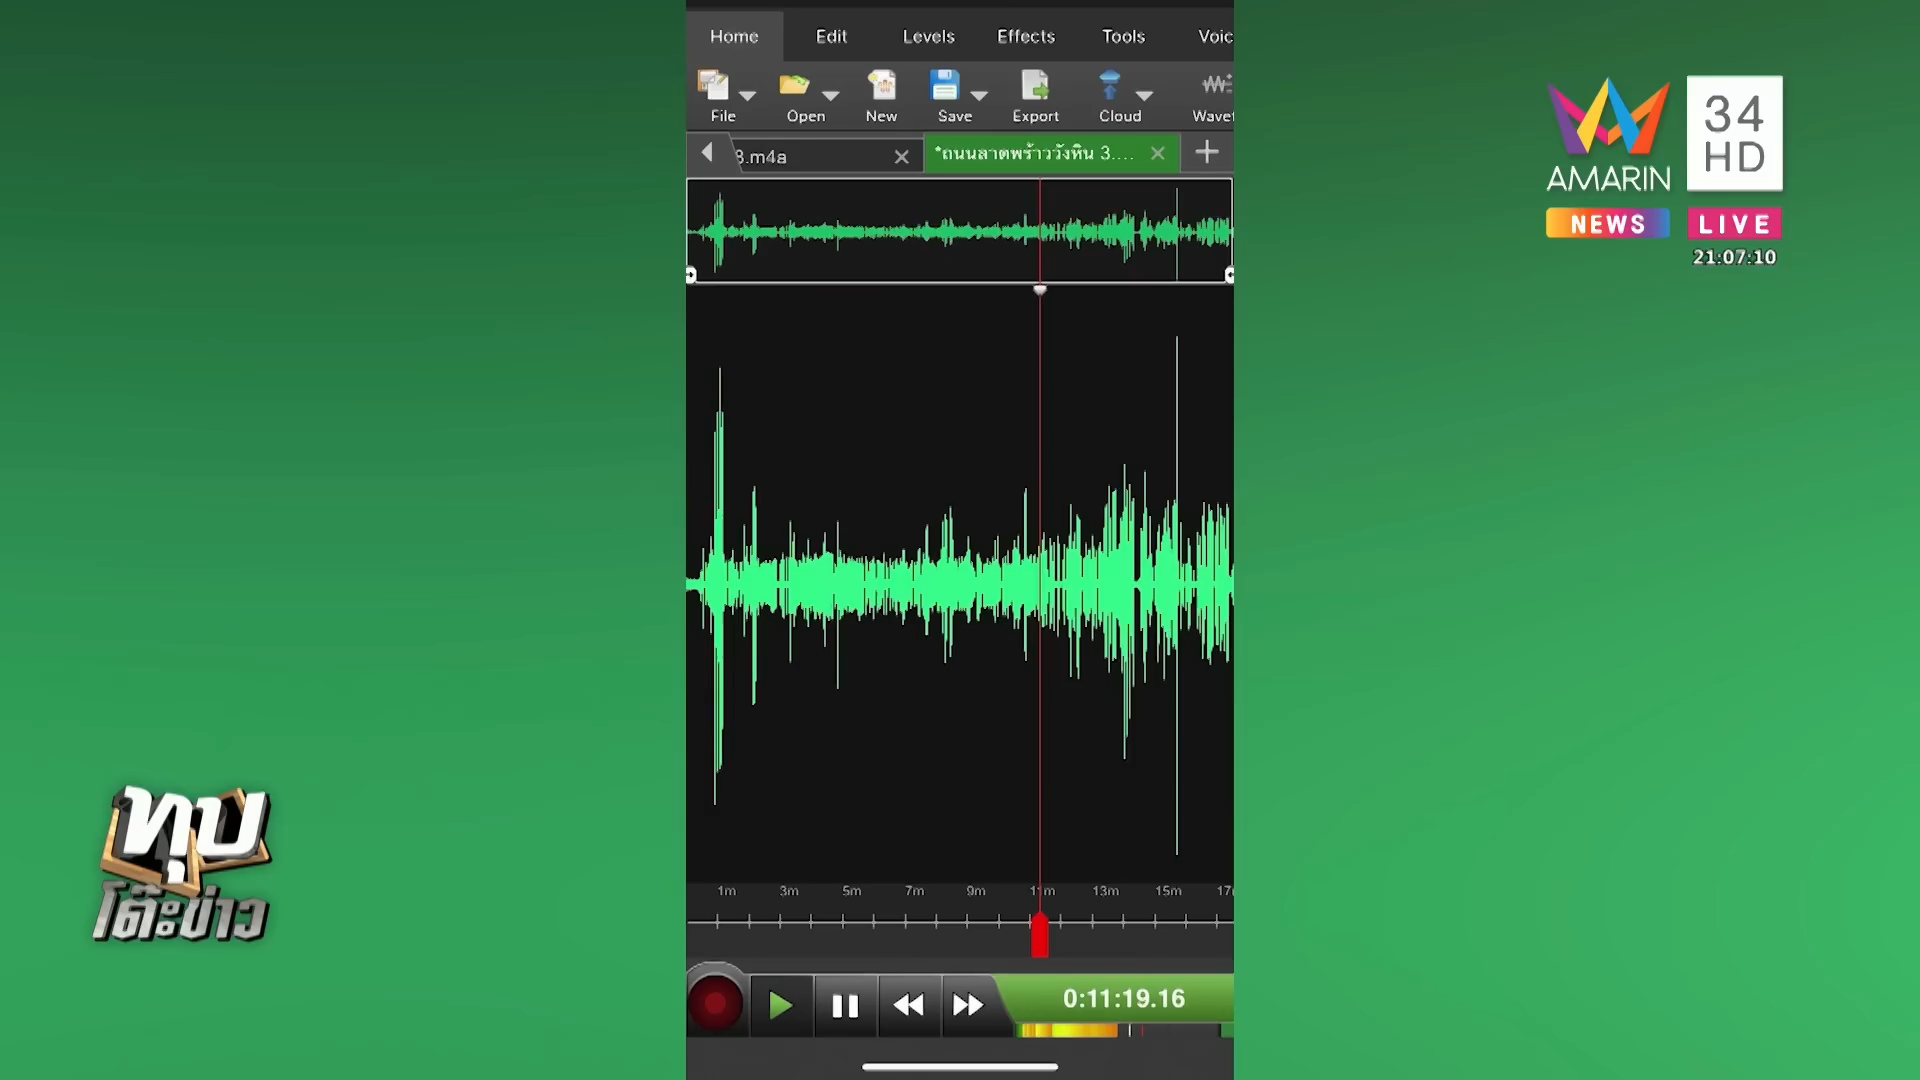 Home Edit Levels Effects Tools Voic
File Open New Save Export Cloud Wavef
3.m4a *ถนนลาดพร้าววังหิน 3....
1m 3m 5m 7m 9m 11m 13m 15m 17
0:11:19.16
AMARIN
34
HD
NEWS LIVE
21:07:10
ทุบ
โต๊ะข่าว